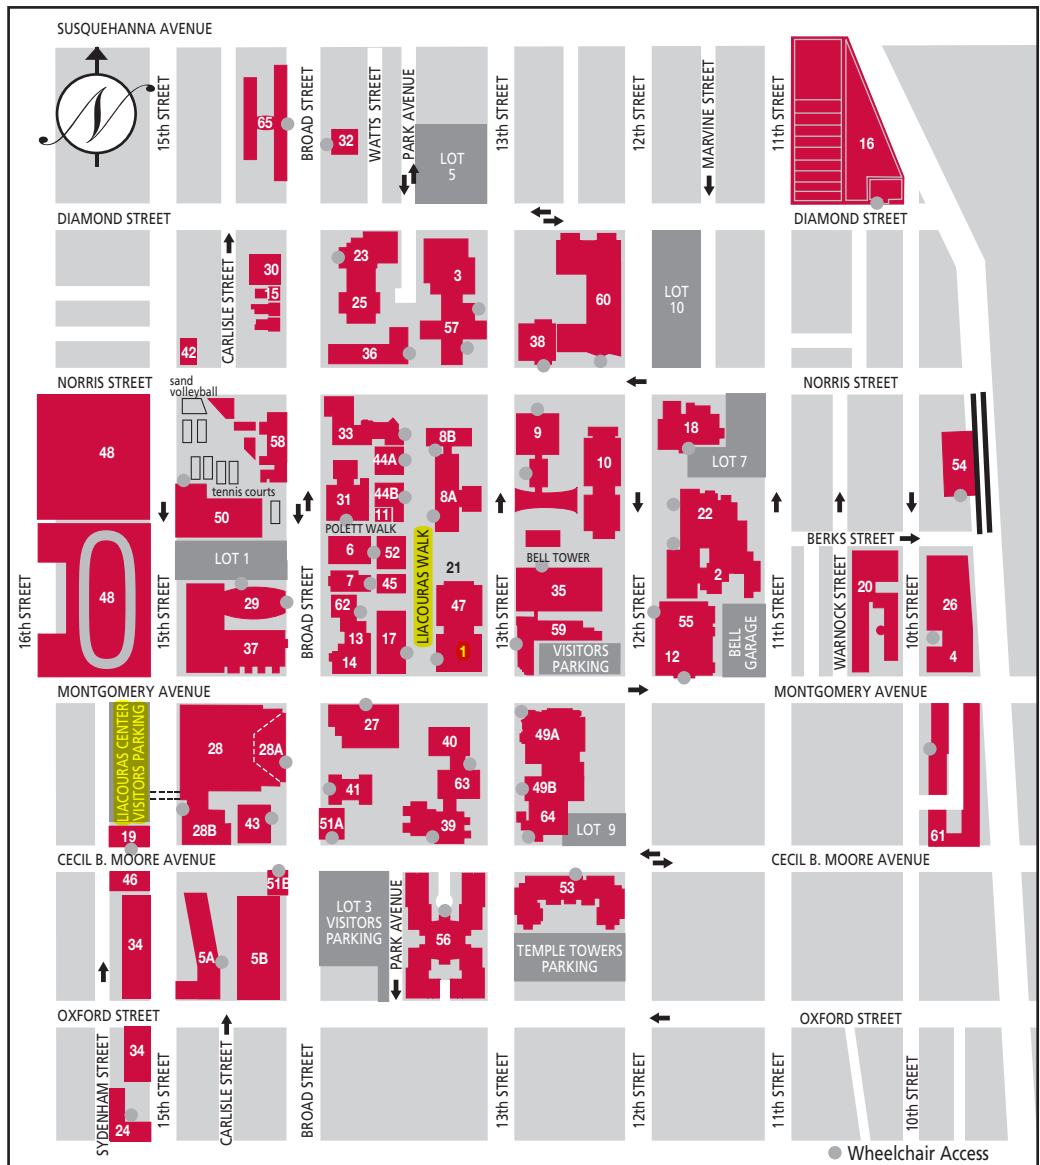 SUSQUEHANNA AVENUE
N
15th STREET
BROAD STREET
WATTS STREET
PARK AVENUE
13th STREET
12th STREET
MARVINE STREET
11th STREET
65
32
LOT
5
16
DIAMOND STREET
DIAMOND STREET
CARLISLE STREET
30
15
42
23
25
36
3
57
38
60
LOT
10
NORRIS STREET
NORRIS STREET
sand
volleyball
48
58
tennis courts
50
LOT 1
33
44A
31
44B
11
8B
8A
9
10
18
LOT 7
54
POLETT WALK
BELL TOWER
BERKS STREET
16th STREET
48
15th STREET
29
37
BROAD STREET
6
52
7
45
62
13
14
17
LIACOURAS WALK
21
47
1
13th STREET
35
59
VISITORS
PARKING
12th STREET
22
2
55
12
BELL
GARAGE
11th STREET
WARNOCK STREET
20
10th STREET
26
4
MONTGOMERY AVENUE
MONTGOMERY AVENUE
LIACOURAS CENTER
VISITORS PARKING
19
28
28A
28B
43
27
41
51A
40
63
39
49A
49B
64
LOT 9
61
CECIL B. MOORE AVENUE
CECIL B. MOORE AVENUE
46
34
5A
5B
51B
LOT 3
VISITORS
PARKING
PARK AVENUE
56
53
TEMPLE TOWERS
PARKING
OXFORD STREET
OXFORD STREET
SYDENHAM STREET
34
24
15th STREET
CARLISLE STREET
BROAD STREET
13th STREET
12th STREET
11th STREET
10th STREET
Wheelchair Access